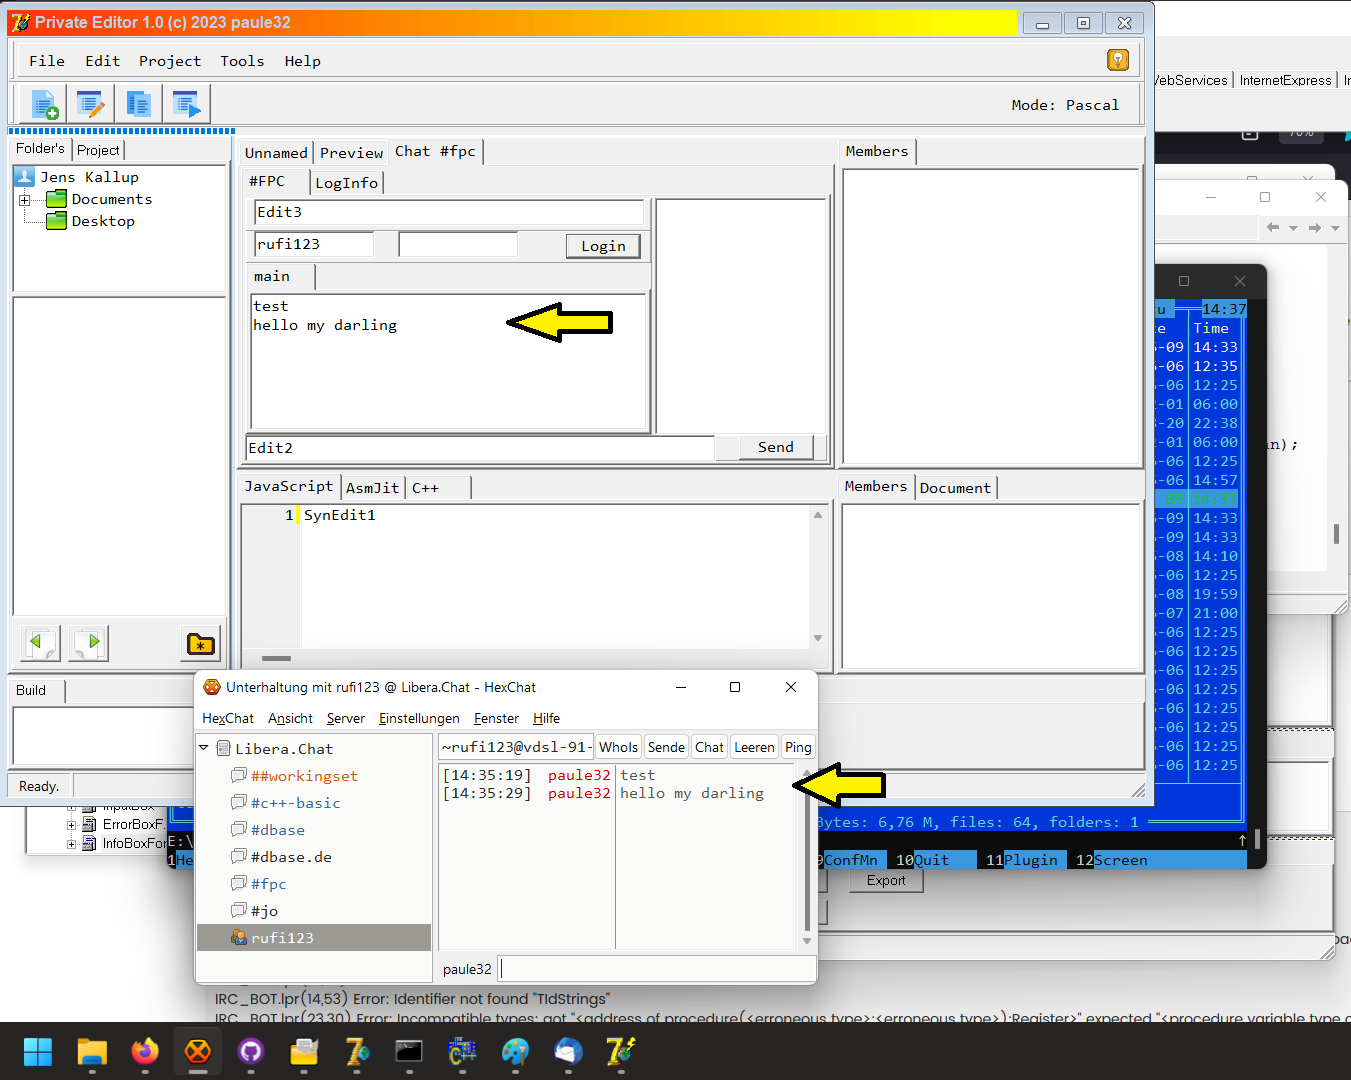 Private Editor 1.0 (c) 2023 paule32
File Edit Project Tools Help
WebServices InternetExpress
Mode: Pascal
70%
Folder's Project
Jens Kallup
Documents
Desktop
Unnamed Preview Chat #fpc
#FPC LogInfo
Edit3
rufi123
Login
main
test
hello my darling
Edit2
Send
Members
JavaScript AsmJit C++
1 SynEdit1
Members Document
Build
Ready.
14:37
Time
-09 14:33
-06 12:35
-06 12:25
-01 06:00
-20 22:38
-01 06:00
-06 12:25
-06 14:57
-09 14:33
-09 14:33
-09 14:33
-08 14:10
-06 12:25
-08 19:59
-07 21:00
-06 12:25
-06 12:25
-06 12:25
-06 12:25
-06 12:25
-06 12:25
-06 12:25
-06 12:25
);
Unterhaltung mit rufi123 @ Libera.Chat - HexChat
HexChat Ansicht Server Einstellungen Fenster Hilfe
Libera.Chat
##workingset
#c++-basic
#dbase
#dbase.de
#fpc
#jo
rufi123
~rufi123@vdsl-91-
WhoIs Sende Chat Leeren Ping
[14:35:19] paule32 test
[14:35:29] paule32 hello my darling
paule32
InputBox
ErrorBoxF.
InfoBoxFor
Bytes: 6,76 M, files: 64, folders: 1
E:\
1He
9ConfMn 10Quit 11Plugin 12Screen
Export
IRC_BOT.lpr(14,53) Error: Identifier not found "TIdStrings"
IRC_BOT.lpr(23,30) Error: Incompatible types: got "<address of procedure(<erroneous type>;<erroneous type>);Register>" expected "<procedure variable type